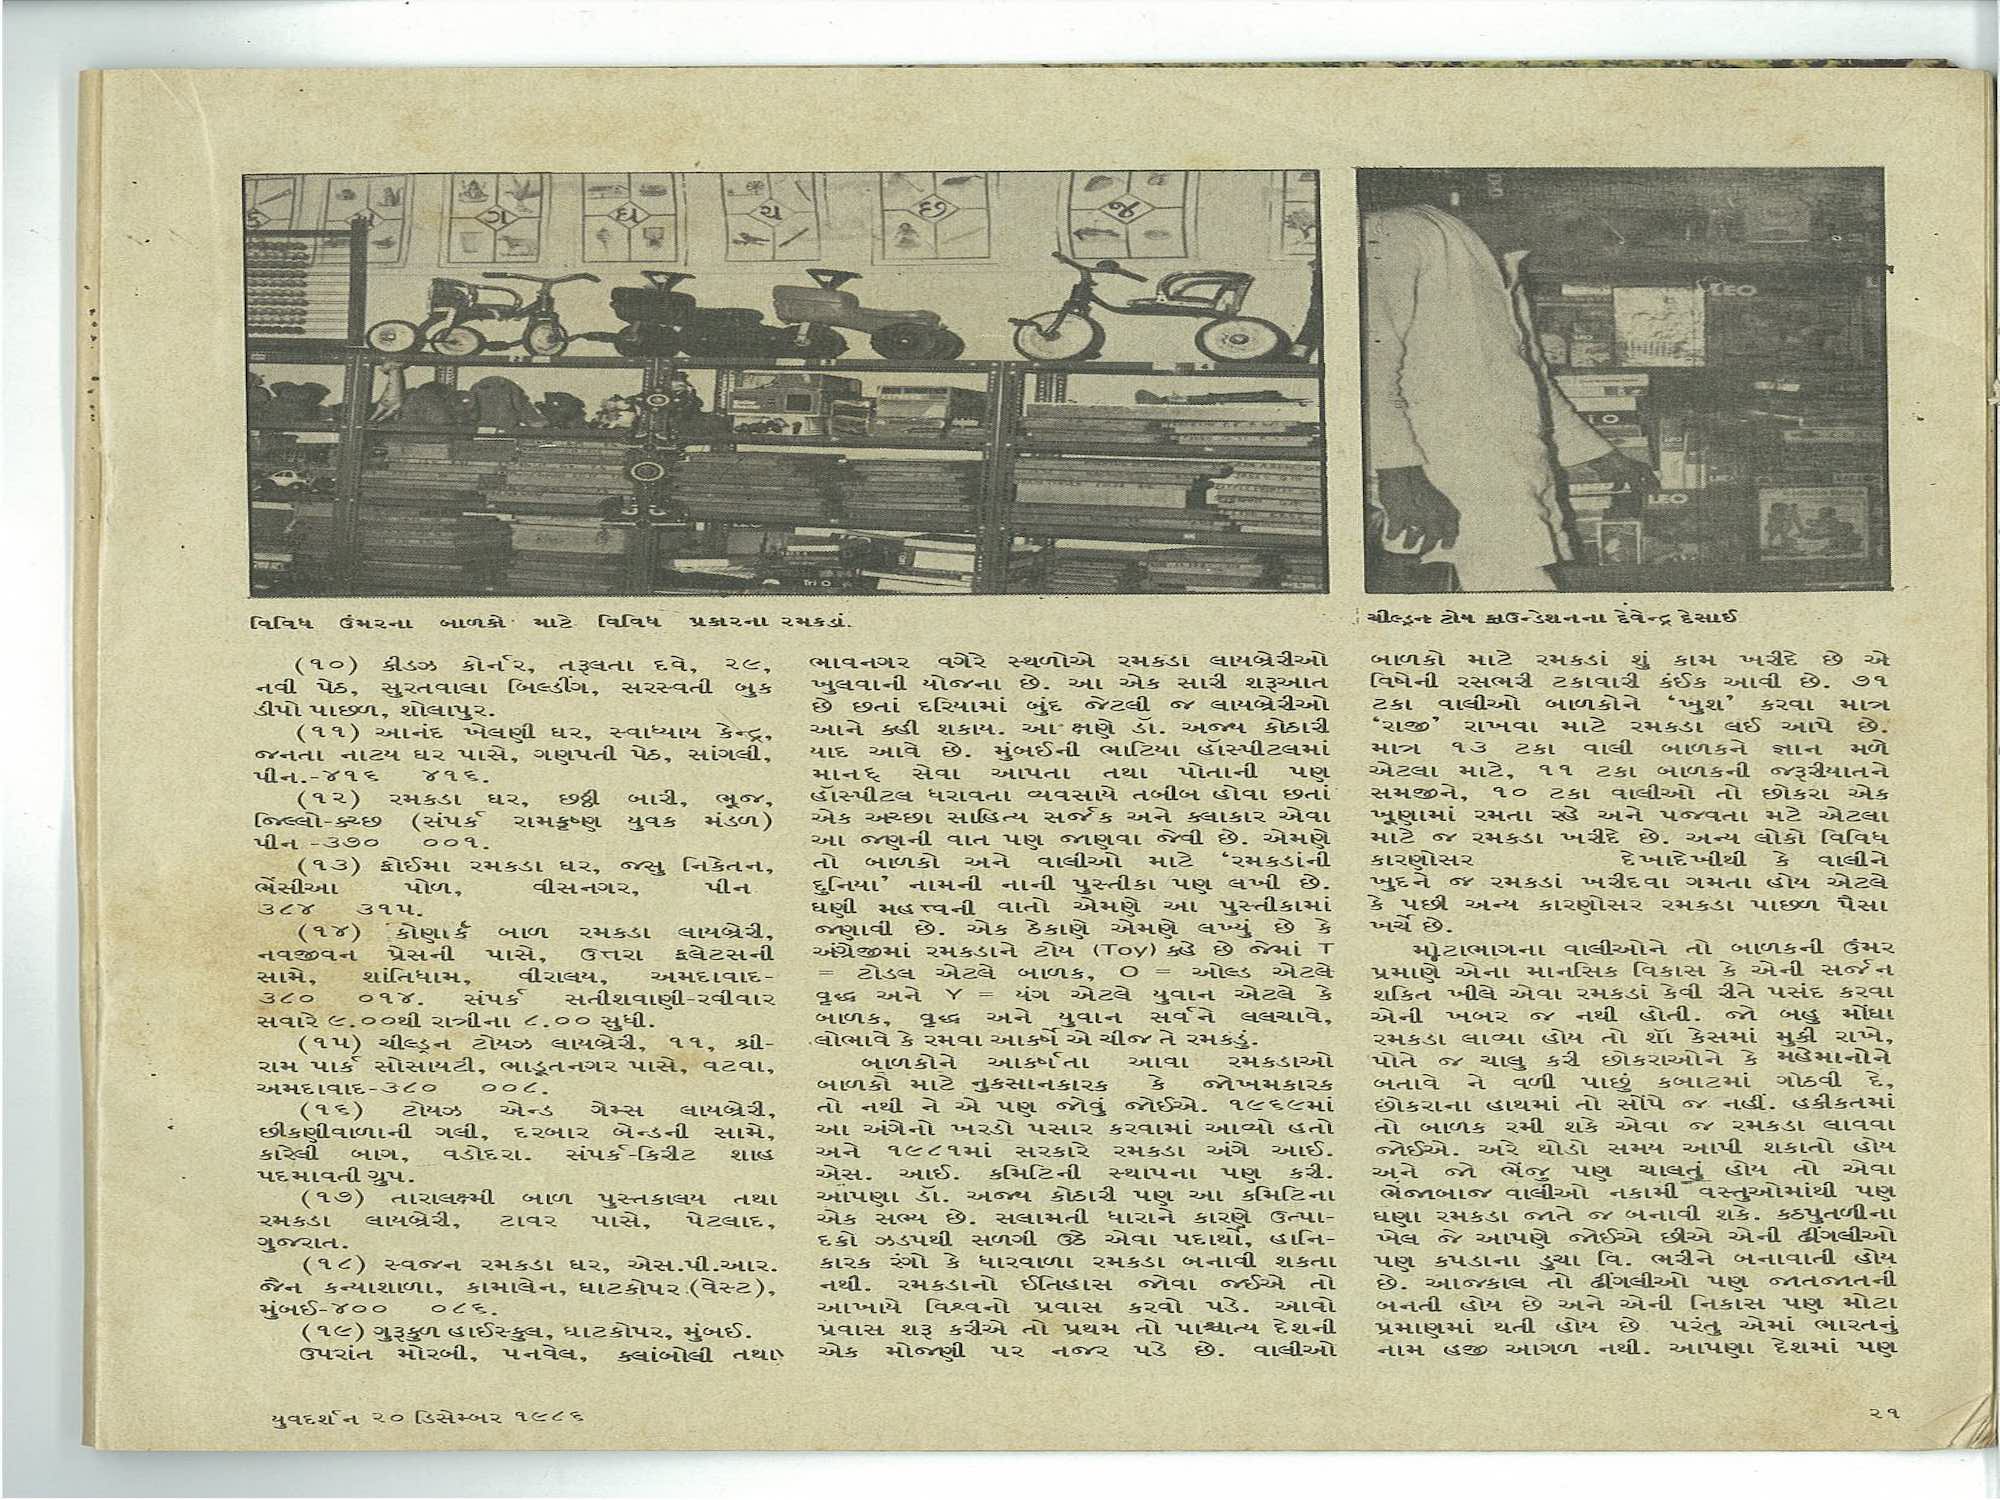 ગ
ઘ
ચ
છ
જ
LEO
LEO
Tri O
વિવિધ ઉંમરના બાળકો માટે વિવિધ પ્રકારના રમકડાં.
ચીલ્ડ્રન ટોય ફાઉન્ડેશનના દેવેન્દ્ર દેસાઈ
(૧૦) કીડઝ કોર્નર, તરૂલતા દવે, ૨૯,
નવી પેઠ, સુરતવાલા બિલ્ડીંગ, સરસ્વતી બુક
ડીપો પાછળ, શોલાપુર.
(૧૧) આનંદ ખેલણી ઘર, સ્વાધ્યાય કેન્દ્ર,
જનતા નાટય ઘર પાસે, ગણપતી પેઠ, સાંગલી,
પીન.-૪૧૬ ૪૧૬.
(૧૨) રમકડા ઘર, છઠ્ઠી બારી, ભૂજ,
જિલ્લો-કચ્છ (સંપર્ક રામકૃષ્ણ યુવક મંડળ)
પીન -૩૭૦ ૦૦૧.
(૧૩) ફોઈમા રમકડા ઘર, જસુ નિકેતન,
ભેંસીઆ પોળ, વીસનગર, પીન
૩૮૪ ૩૧૫.
(૧૪) કોણાર્ક બાળ રમકડા લાયબ્રેરી,
નવજીવન પ્રેસની પાસે, ઉત્તરા ફલેટસની
સામે, શાંતિધામ, વીરાલય, અમદાવાદ-
૩૮૦ ૦૧૪. સંપર્ક સતીશવાણી-રવીવાર
સવારે ૯.૦૦થી રાત્રીના ૮.૦૦ સુધી.
(૧૫) ચીલ્ડ્રન ટોયઝ લાયબ્રેરી, ૧૧, શ્રી-
રામ પાર્ક સોસાયટી, ભાડૂતનગર પાસે, વટવા,
અમદાવાદ-૩૮૦ ૦૦૮.
(૧૬) ટોયઝ એન્ડ ગેમ્સ લાયબ્રેરી,
છીકણીવાળાની ગલી, દરબાર બેન્ડની સામે,
કારેલી બાગ, વડોદરા. સંપર્ક-કિરીટ શાહ
પદમાવતી ગ્રુપ.
(૧૭) તારાલક્ષ્મી બાળ પુસ્તકાલય તથા
રમકડા લાયબ્રેરી, ટાવર પાસે, પેટલાદ,
ગુજરાત.
(૧૮) સ્વજન રમકડા ઘર, એસ.પી.આર.
જૈન કન્યાશાળા, કામાલેન, ઘાટકોપર (વેસ્ટ),
મુંબઈ-૪૦૦ ૦૮૬.
(૧૯) ગુરૂકુળ હાઈસ્કુલ, ઘાટકોપર, મુંબઈ.
ઉપરાંત મોરબી, પનવેલ, કલાંબોલી તથા
ભાવનગર વગેરે સ્થળોએ રમકડા લાયબ્રેરીઓ
ખુલવાની યોજના છે. આ એક સારી શરૂઆત
છે છતાં દરિયામાં બુંદ જેટલી જ લાયબ્રેરીઓ
આને કહી શકાય. આ ક્ષણે ડૉ. અજય કોઠારી
યાદ આવે છે. મુંબઈની ભાટિયા હૉસ્પીટલમાં
માનદ્ સેવા આપતા તથા પોતાની પણ
હૉસ્પીટલ ધરાવતા વ્યવસાયે તબીબ હોવા છતાં
એક અચ્છા સાહિત્ય સર્જક અને કલાકાર એવા
આ જણની વાત પણ જાણવા જેવી છે. એમણે
તો બાળકો અને વાલીઓ માટે 'રમકડાંની
દુનિયા' નામની નાની પુસ્તીકા પણ લખી છે.
ઘણી મહત્ત્વની વાતો એમણે આ પુસ્તીકામાં
જણાવી છે. એક ઠેકાણે એમણે લખ્યું છે કે
અંગ્રેજીમાં રમકડાને ટોય (Toy) કહે છે જેમાં T
= ટોડલ એટલે બાળક, O = ઓલ્ડ એટલે
વૃદ્ધ અને Y = યંગ એટલે યુવાન એટલે કે
બાળક, વૃદ્ધ અને યુવાન સર્વને લલચાવે,
લોભાવે કે રમવા આકર્ષે એ ચીજ તે રમકડું.
બાળકોને આકર્ષતા આવા રમકડાઓ
બાળકો માટે નુકસાનકારક કે જોખમકારક
તો નથી ને એ પણ જોવું જોઈએ. ૧૯૬૯માં
આ અંગેનો ખરડો પસાર કરવામાં આવ્યો હતો
અને ૧૯૮૧માં સરકારે રમકડા અંગે આઈ.
એસ. આઈ. કમિટિની સ્થાપના પણ કરી.
આપણા ડૉ. અજય કોઠારી પણ આ કમિટિના
એક સભ્ય છે. સલામતી ધારાને કારણે ઉત્પા-
દકો ઝડપથી સળગી ઉઠે એવા પદાર્થો, હાનિ-
કારક રંગો કે ધારવાળા રમકડા બનાવી શકતા
નથી. રમકડાનો ઈતિહાસ જોવા જઈએ તો
આખાયે વિશ્વનો પ્રવાસ કરવો પડે. આવો
પ્રવાસ શરૂ કરીએ તો પ્રથમ તો પાશ્ચાત્ય દેશની
એક મોજણી પર નજર પડે છે. વાલીઓ
બાળકો માટે રમકડાં શું કામ ખરીદે છે એ
વિષેની રસભરી ટકાવારી કંઈક આવી છે. ૭૧
ટકા વાલીઓ બાળકોને 'ખુશ' કરવા માત્ર
'રાજી' રાખવા માટે રમકડા લઈ આપે છે.
માત્ર ૧૩ ટકા વાલી બાળકને જ્ઞાન મળે
એટલા માટે, ૧૧ ટકા બાળકની જરૂરીયાતને
સમજીને, ૧૦ ટકા વાલીઓ તો છોકરા એક
ખૂણામાં રમતા રહે અને પજવતા મટે એટલા
માટે જ રમકડા ખરીદે છે. અન્ય લોકો વિવિધ
કારણોસર દેખાદેખીથી કે વાલીને
ખુદને જ રમકડાં ખરીદવા ગમતા હોય એટલે
કે પછી અન્ય કારણોસર રમકડા પાછળ પૈસા
ખર્ચે છે.
મોટાભાગના વાલીઓને તો બાળકની ઉંમર
પ્રમાણે એના માનસિક વિકાસ કે એની સર્જન
શકિત ખીલે એવા રમકડાં કેવી રીતે પસંદ કરવા
એની ખબર જ નથી હોતી. જો બહુ મોંઘા
રમકડા લાવ્યા હોય તો શૉ કેસમાં મુકી રાખે,
પોતે જ ચાલુ કરી છોકરાઓને કે મહેમાનોને
બતાવે ને વળી પાછું કબાટમાં ગોઠવી દે,
છોકરાના હાથમાં તો સોંપે જ નહીં. હકીકતમાં
તો બાળક રમી શકે એવા જ રમકડા લાવવા
જોઈએ. અરે થોડો સમય આપી શકાતો હોય
અને જો ભેંજુ પણ ચાલતું હોય તો એવા
ભેંજાબાજ વાલીઓ નકામી વસ્તુઓમાંથી પણ
ઘણા રમકડા જાતે જ બનાવી શકે. કઠપુતળીના
ખેલ જે આપણે જોઈએ છીએ એની ઢીંગલીઓ
પણ કપડાના ડુચા વિ. ભરીને બનાવાતી હોય
છે. આજકાલ તો ઢીંગલીઓ પણ જાતજાતની
બનતી હોય છે અને એની નિકાસ પણ મોટા
પ્રમાણમાં થતી હોય છે પરંતુ એમાં ભારતનું
નામ હજી આગળ નથી. આપણા દેશમાં પણ
યુવદર્શન ૨૦ ડિસેમ્બર ૧૯૮૬
૨૧